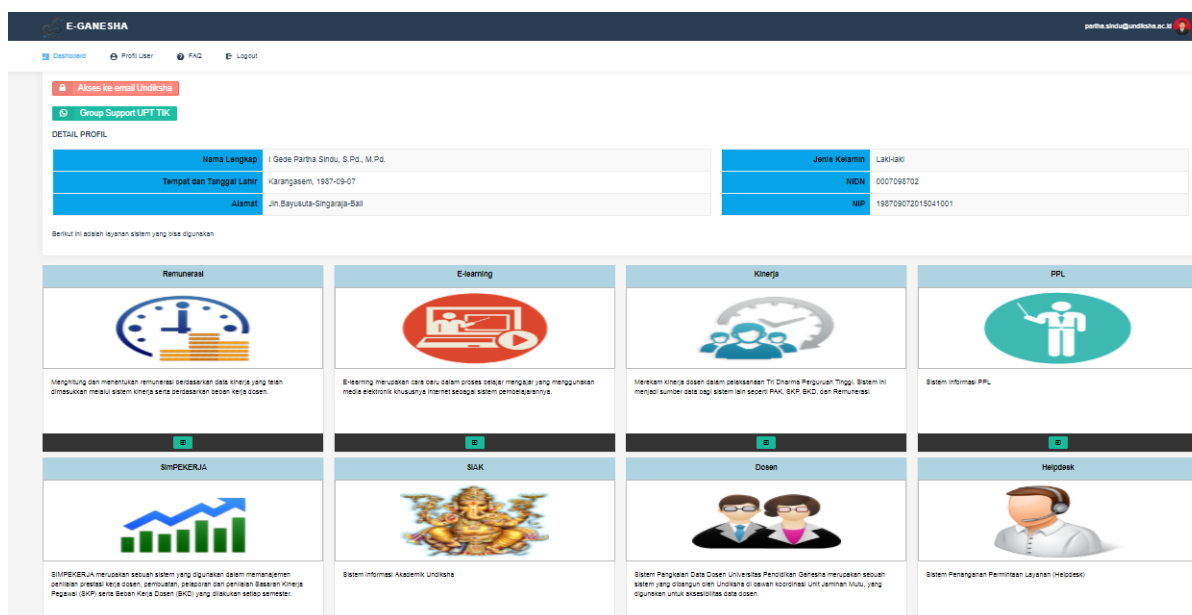 E-GANESHA
partha.sindu@undiksha.ac.id
Dashboard
Profil User
FAQ
Logout
Akses ke email Undiksha
Group Support UPT TIK
DETAIL PROFIL
Nama Lengkap I Gede Partha Sindu, S.Pd., M.Pd. Jenis Kelamin Laki-laki
Tempat dan Tanggal Lahir Karangasem, 1987-09-07 NIDN 0007098702
Alamat Jln.Bayusuta-Singaraja-Bali NIP 198709072015041001
Berikut ini adalah layanan sistem yang bisa digunakan
Remunerasi
Menghitung dan menentukan remunerasi berdasarkan data kinerja yang telah
dimasukkan melalui sistem kinerja serta berdasarkan beban kerja dosen.
E-learning
E-learning merupakan cara baru dalam proses belajar mengajar yang menggunakan
media elektronik khususnya internet sebagai sistem pembelajarannya.
Kinerja
Merekam kinerja dosen dalam pelaksanaan Tri Dharma Perguruan Tinggi. Sistem ini
menjadi sumber data bagi sistem lain seperti PAK, SKP, BKD, dan Remunerasi
PPL
Sistem Informasi PPL
SimPEKERJA
SIMPEKERJA merupakan sebuah sistem yang digunakan dalam memanajemen
penilaian prestasi kerja dosen, pembuatan, pelaporan dan penilaian Sasaran Kinerja
Pegawai (SKP) serta Beban Kerja Dosen (BKD) yang dilakukan setiap semester.
SIAK
Sistem Informasi Akademik Undiksha
Dosen
Sistem Pangkalan Data Dosen Universitas Pendidikan Ganesha merupakan sebuah
sistem yang dibangun oleh Undiksha di bawah koordinasi Unit Jaminan Mutu, yang
digunakan untuk aksesibilitas data dosen.
Helpdesk
Sistem Penanganan Permintaan Layanan (Helpdesk)